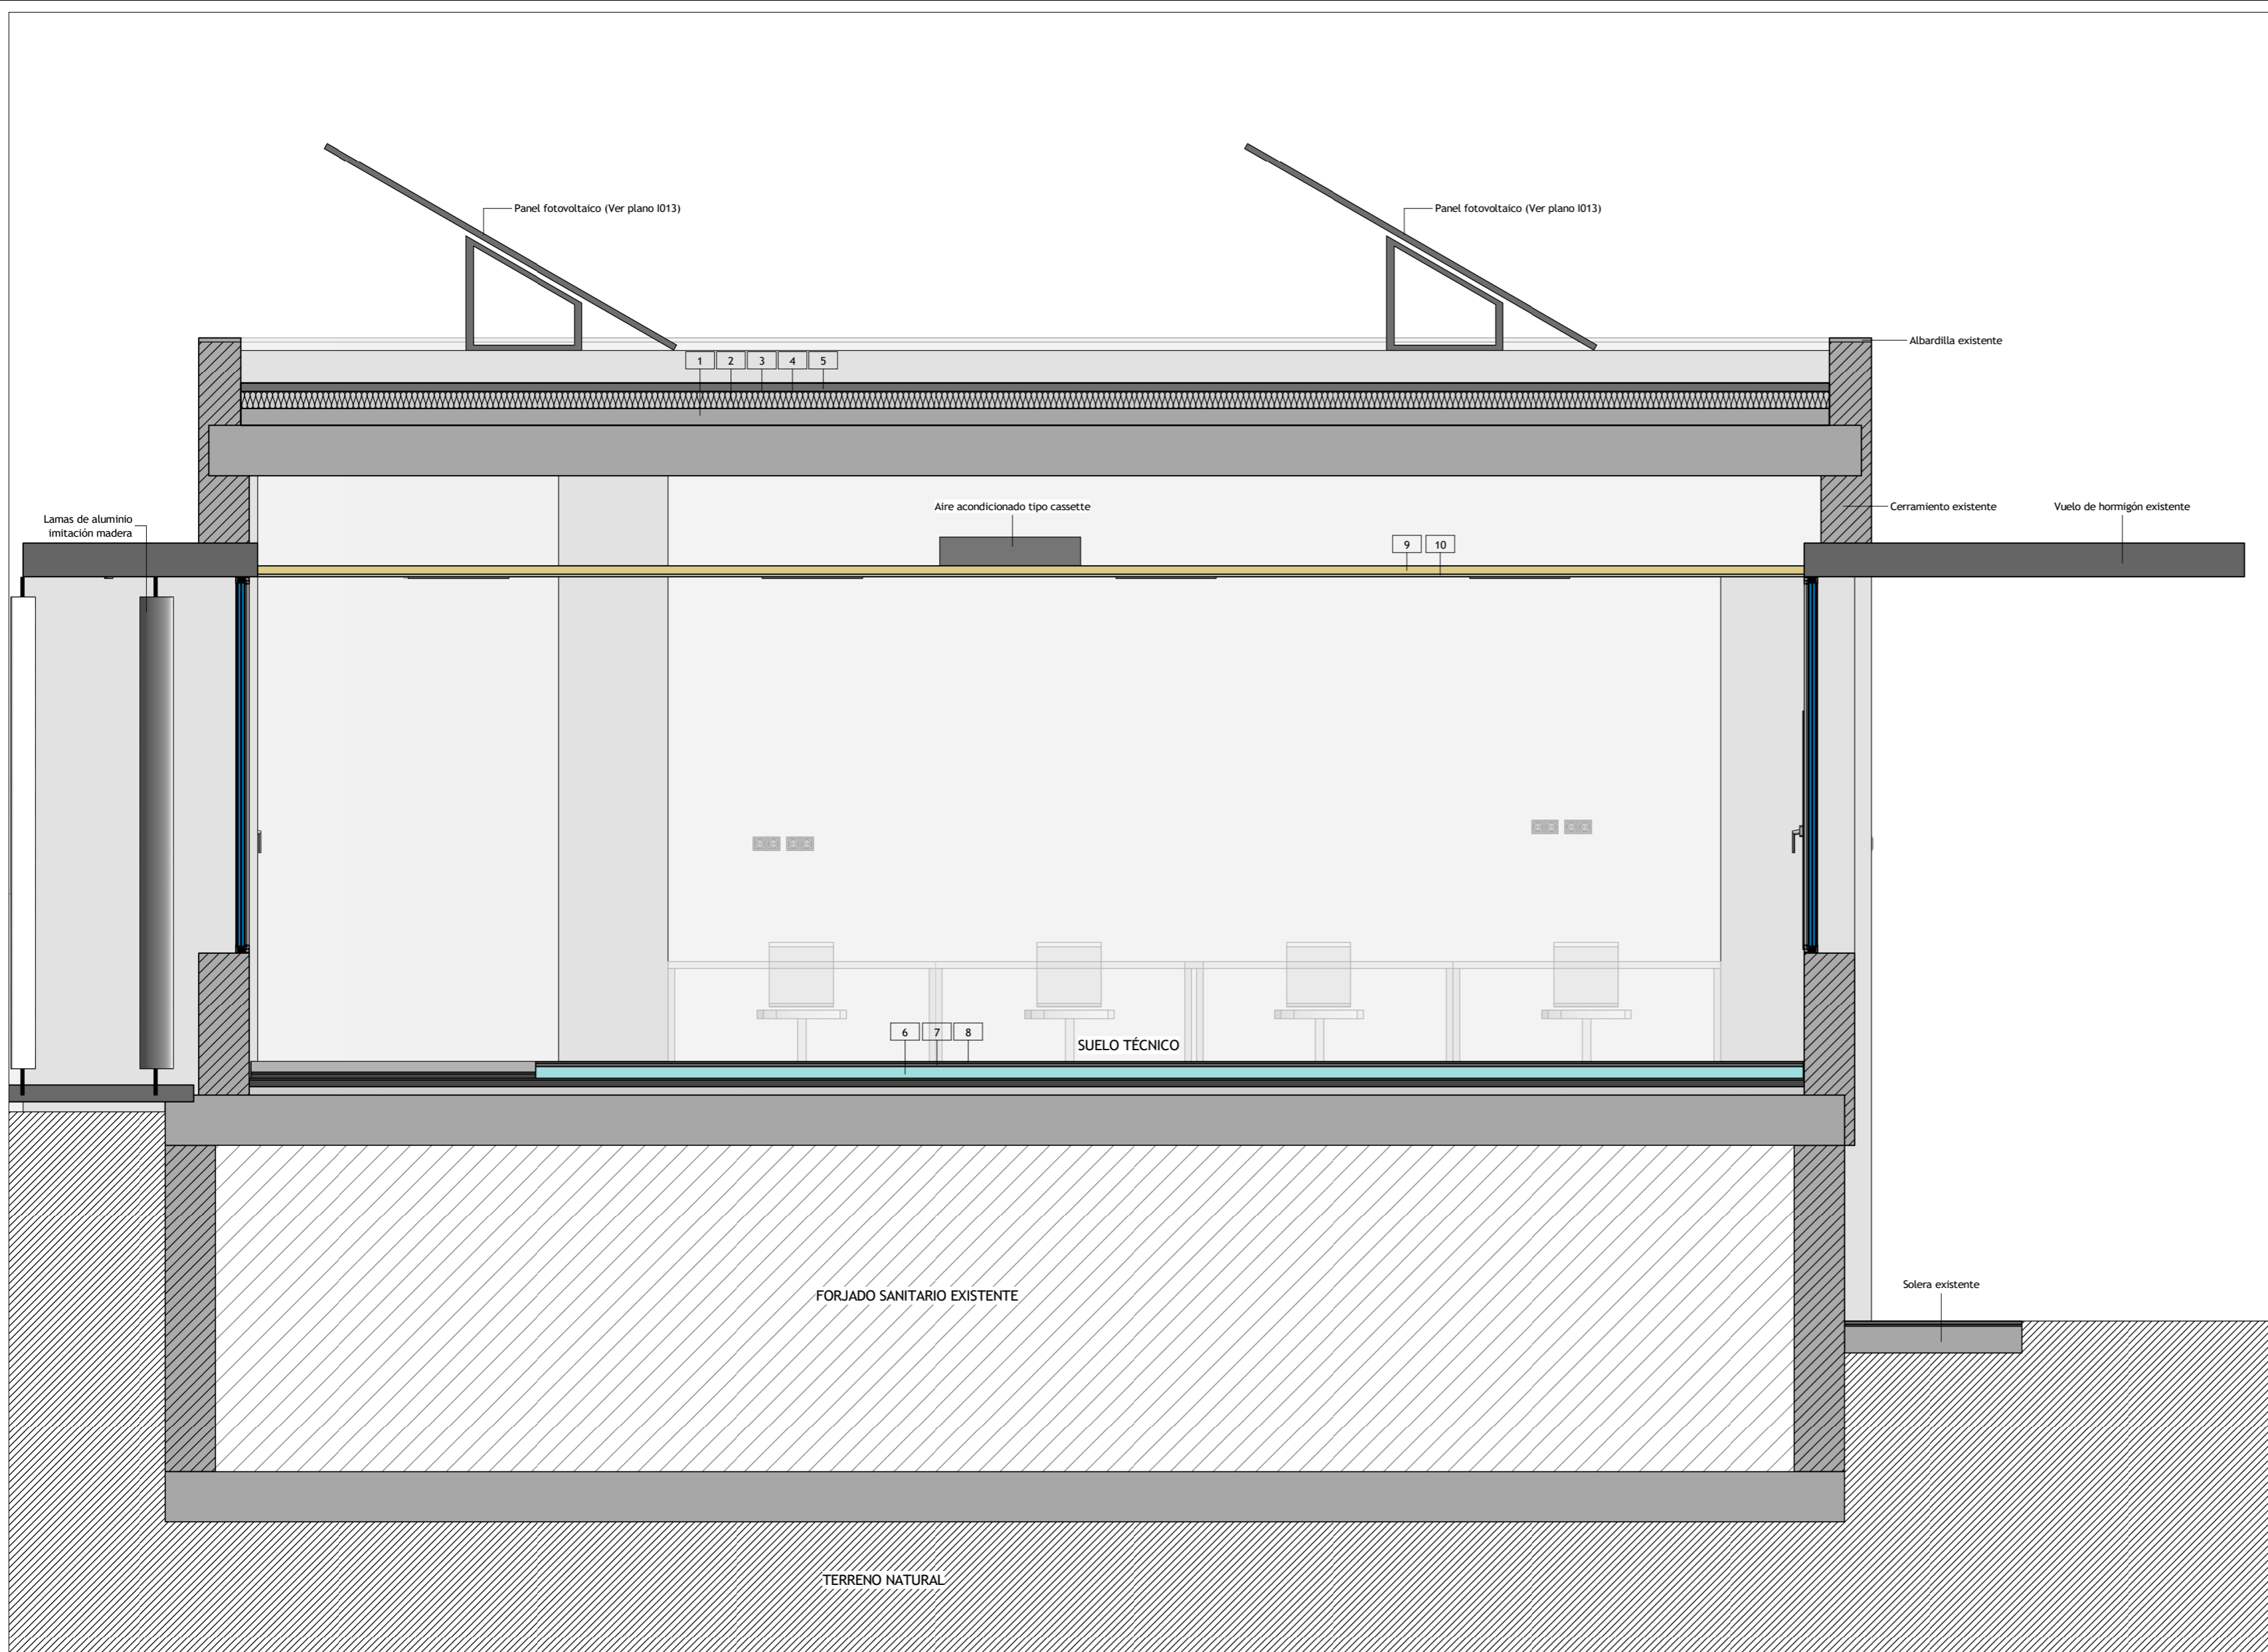 Panel fotovoltaico (Ver plano I013)
Panel fotovoltaico (Ver plano I013)
Albardilla existente
1 2 3 4 5
Aire acondicionado tipo cassette
Cerramiento existente
Vuelo de hormigón existente
Lamas de aluminio
imitación madera
9 10
6 7 8
SUELO TÉCNICO
Solera existente
FORJADO SANITARIO EXISTENTE
TERRENO NATURAL